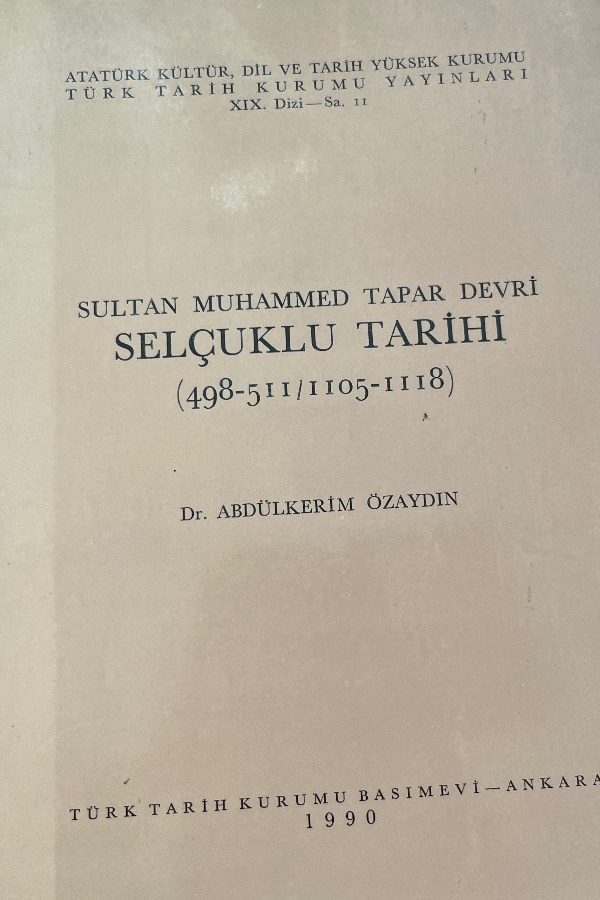 ATATÜRK KÜLTÜR, DİL VE TARİH YÜKSEK KURUMU
TÜRK TARİH KURUMU YAYINLARI
XIX. Dizi—Sa. 11
SULTAN MUHAMMED TAPAR DEVRİ
SELÇUKLU TARİHİ
(498-511/1105-1118)
Dr. ABDÜLKERİM ÖZAYDIN
TÜRK TARİH KURUMU BASIMEVİ—ANKARA
1990